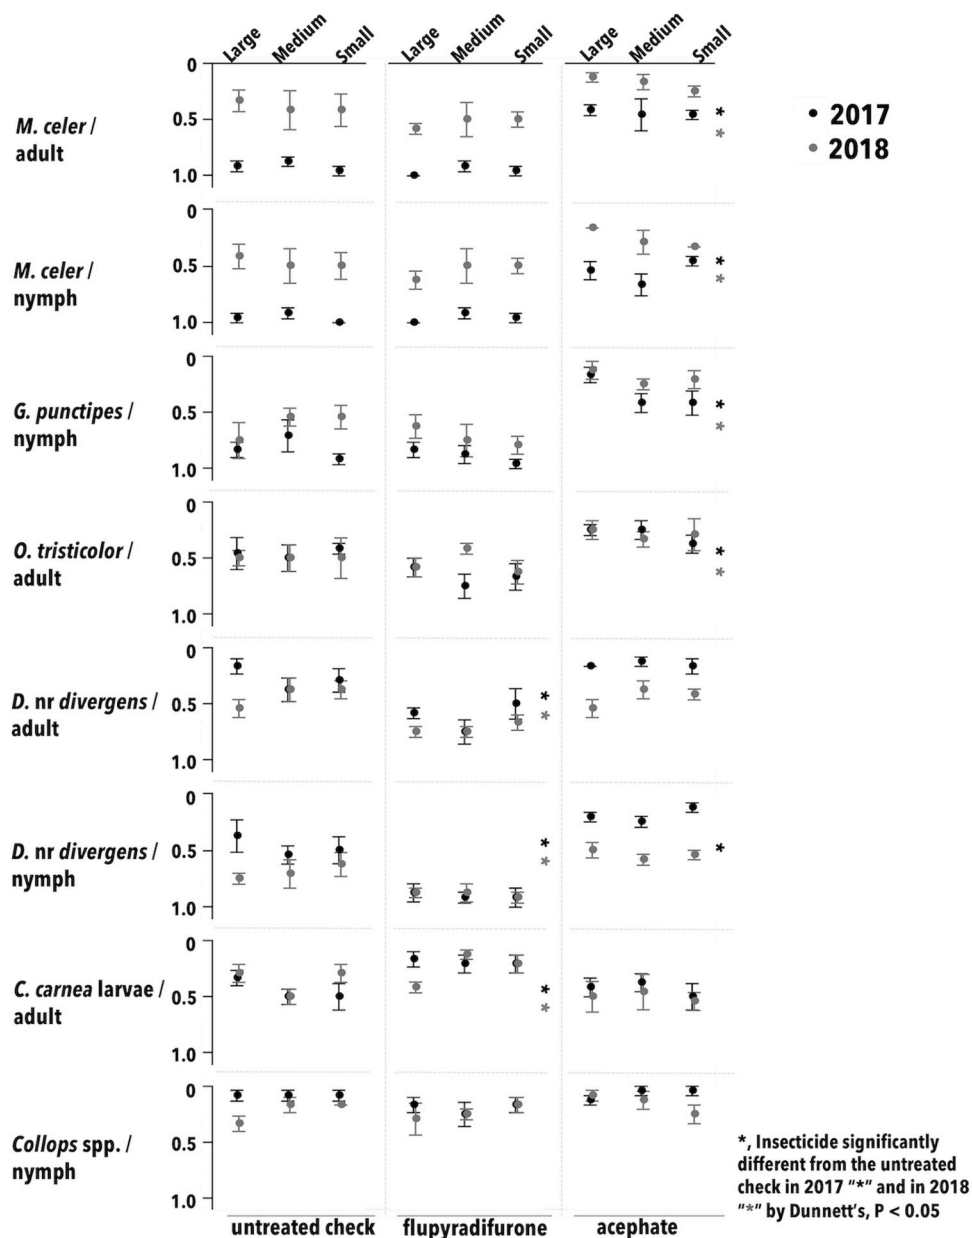 Large Medium Small Large Medium Small Large Medium Small
M. celer /
adult
0
0.5
1.0
*
*
2017
2018
M. celer /
nymph
0
0.5
1.0
*
*
G. punctipes /
nymph
0
0.5
1.0
*
*
O. tristicolor /
adult
0
0.5
1.0
*
*
D. nr divergens /
adult
0
0.5
1.0
*
*
D. nr divergens /
nymph
0
0.5
1.0
*
*
*
C. carnea larvae /
adult
0
0.5
1.0
*
*
Collops spp. /
nymph
0
0.5
1.0
*, Insecticide significantly
different from the untreated
check in 2017 "*" and in 2018
"*" by Dunnett's, P < 0.05
untreated check flupyradifurone acephate